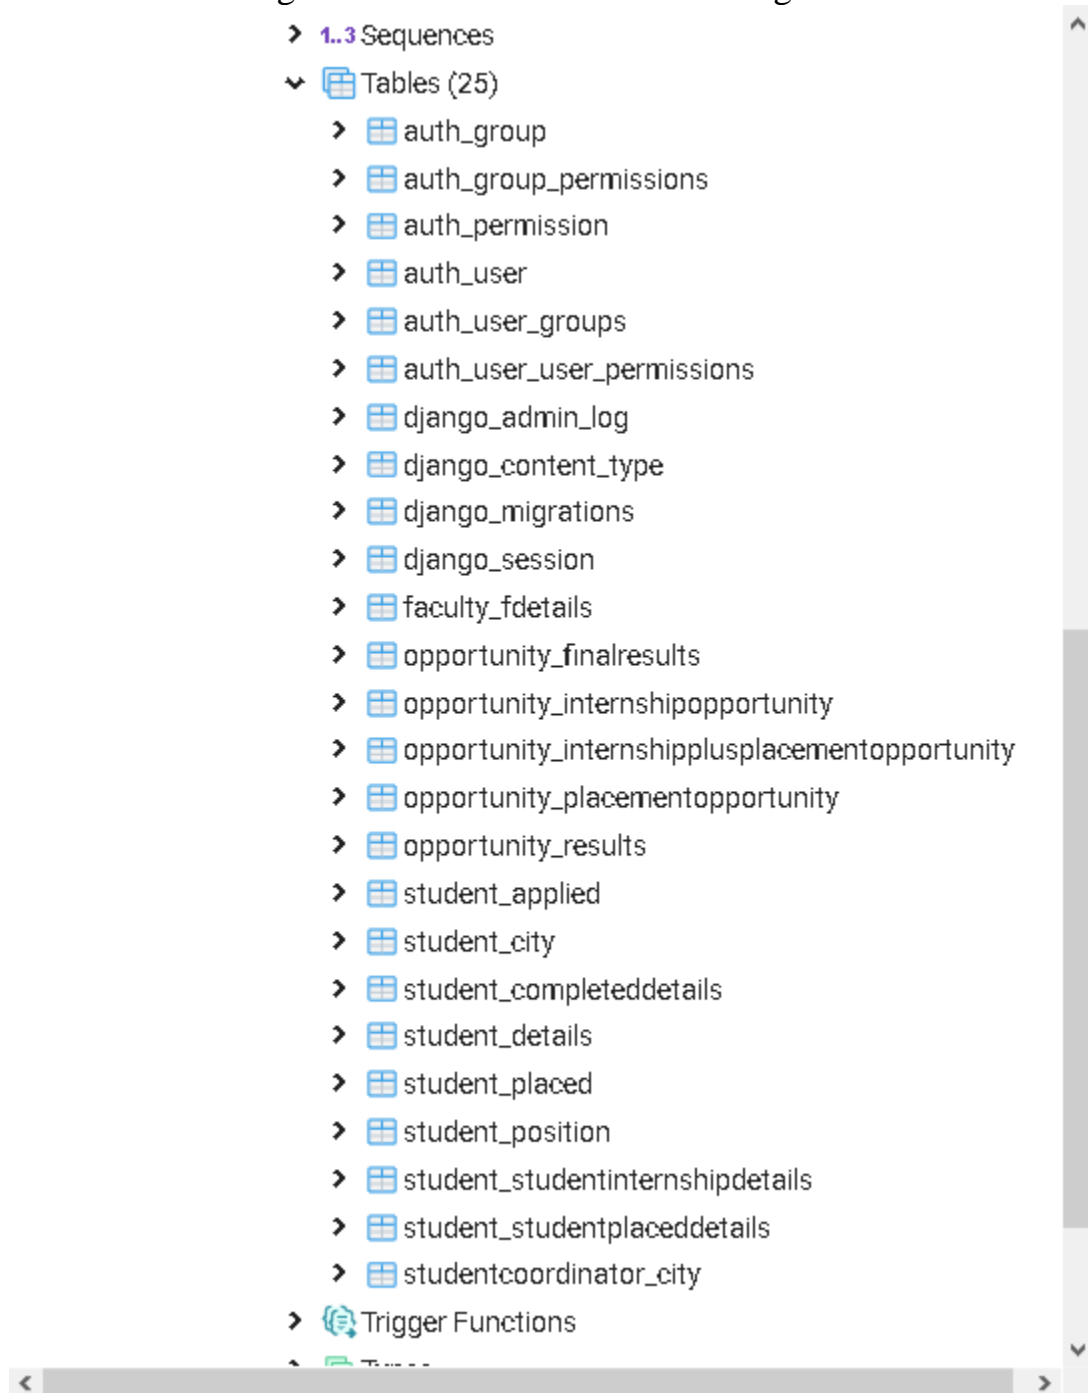 1..3 Sequences
Tables (25)
auth_group
auth_group_permissions
auth_permission
auth_user
auth_user_groups
auth_user_user_permissions
django_admin_log
django_content_type
django_migrations
django_session
faculty_fdetails
opportunity_finalresults
opportunity_internshipopportunity
opportunity_internshipplusplacementopportunity
opportunity_placementopportunity
opportunity_results
student_applied
student_city
student_completeddetails
student_details
student_placed
student_position
student_studentinternshipdetails
student_studentplaceddetails
studentcoordinator_city
Trigger Functions